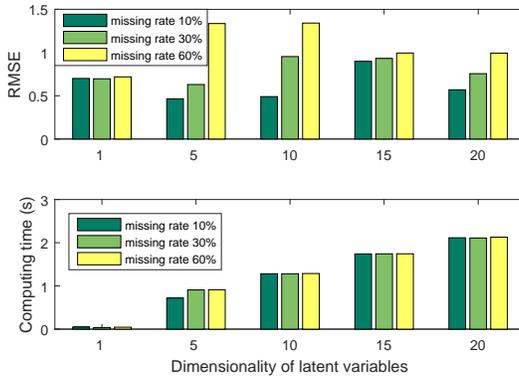 1.5
missing rate 10%
missing rate 30%
missing rate 60%
1
RMSE
0.5
0
1 5 10 15 20
3
missing rate 10%
missing rate 30%
missing rate 60%
2
Computing time (s)
1
0
1 5 10 15 20
Dimensionality of latent variables